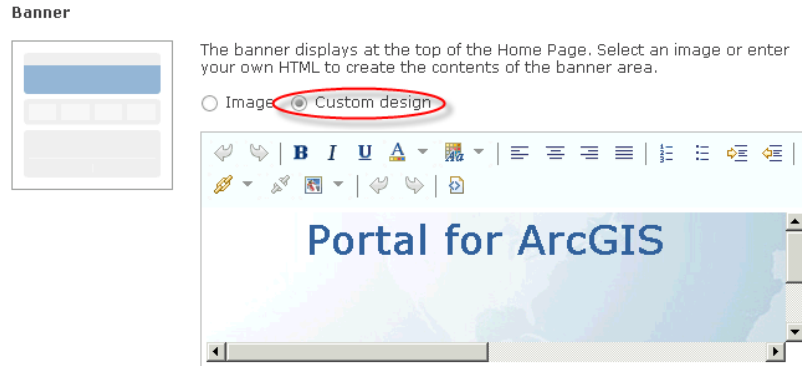 Banner
The banner displays at the top of the Home Page. Select an image or enter
your own HTML to create the contents of the banner area.
Image Custom design
B I U A Aa
Portal for ArcGIS